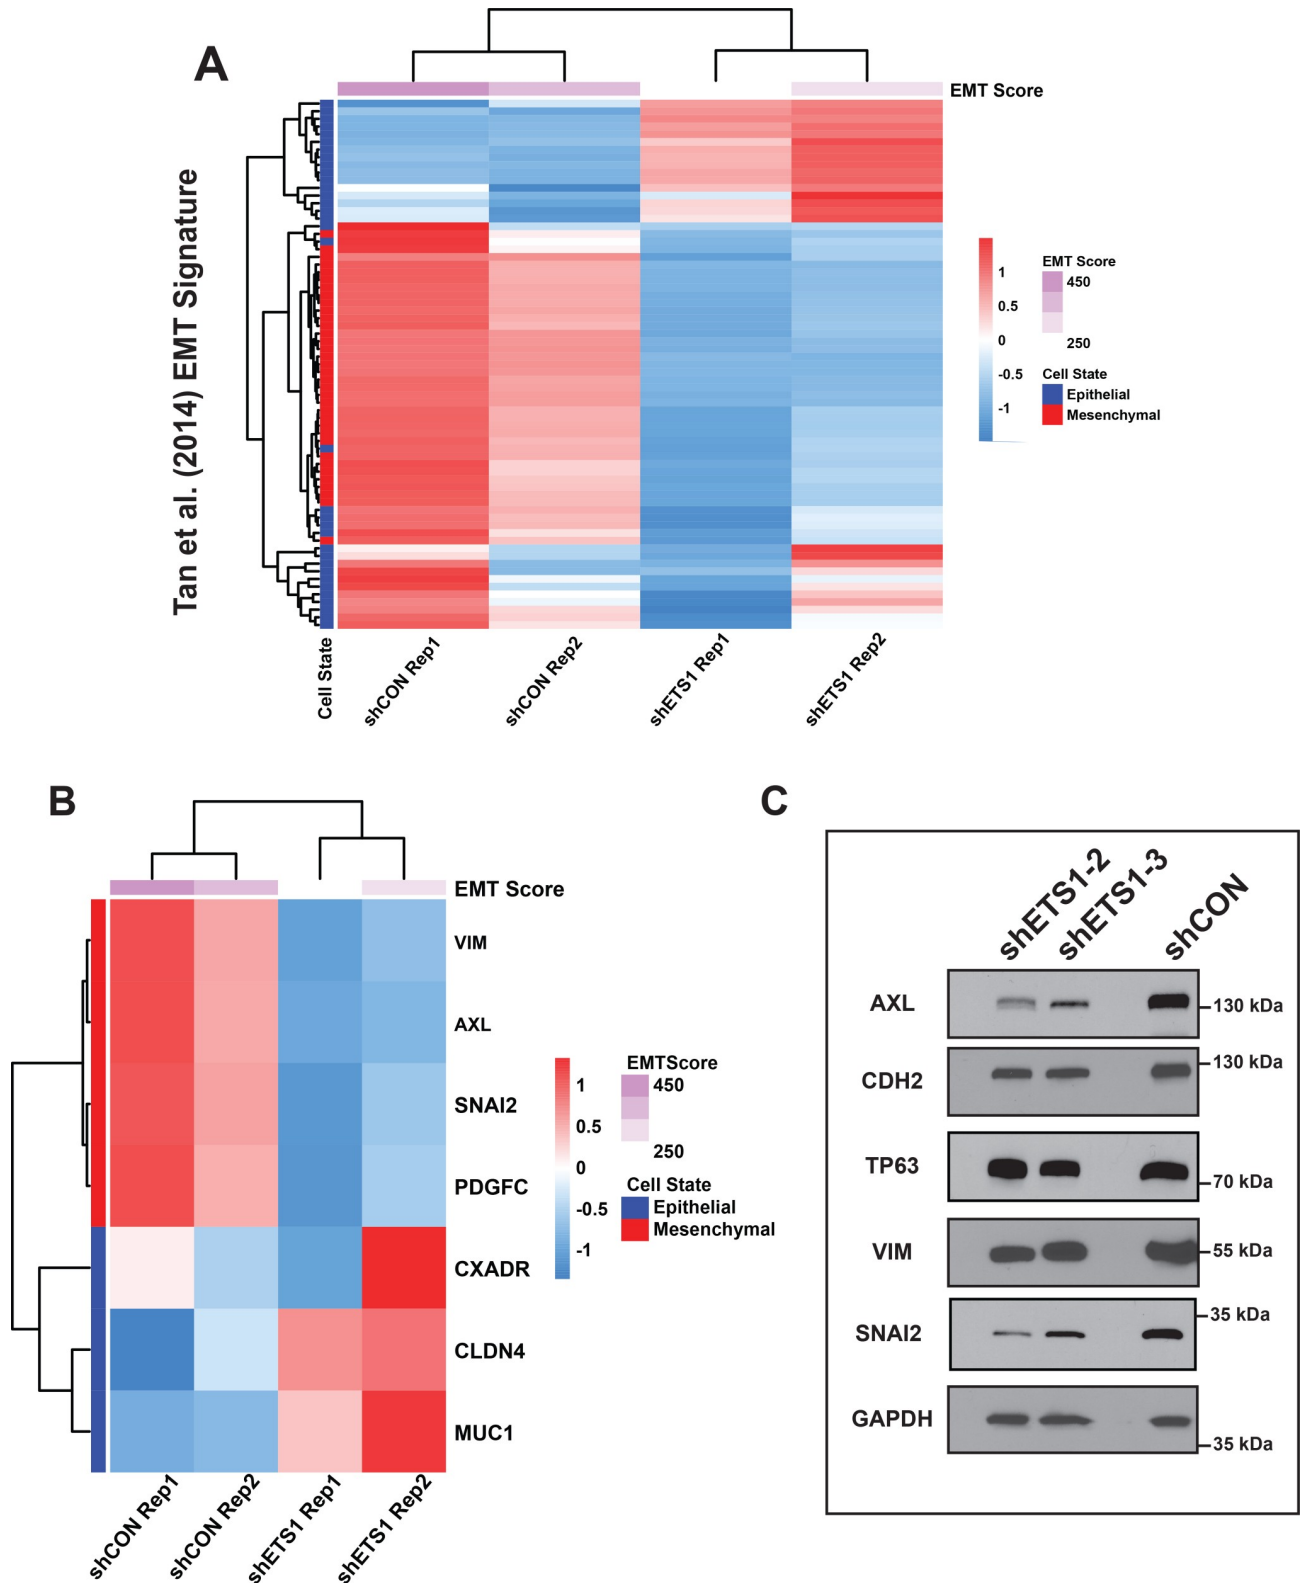 A
EMT Score
Tan et al. (2014) EMT Signature
1
0.5
0
-0.5
-1
EMT Score
450
250
Cell State
Epithelial
Mesenchymal
Cell State
shCON Rep1
shCON Rep2
shETS1 Rep1
shETS1 Rep2
B
EMT Score
VIM
AXL
SNAI2
PDGFC
CXADR
CLDN4
MUC1
1
0.5
0
-0.5
-1
EMTScore
450
250
Cell State
Epithelial
Mesenchymal
shCON Rep1
shCON Rep2
shETS1 Rep1
shETS1 Rep2
C
shETS1-2
shETS1-3
shCON
AXL
130 kDa
CDH2
130 kDa
TP63
70 kDa
VIM
55 kDa
SNAI2
35 kDa
GAPDH
35 kDa